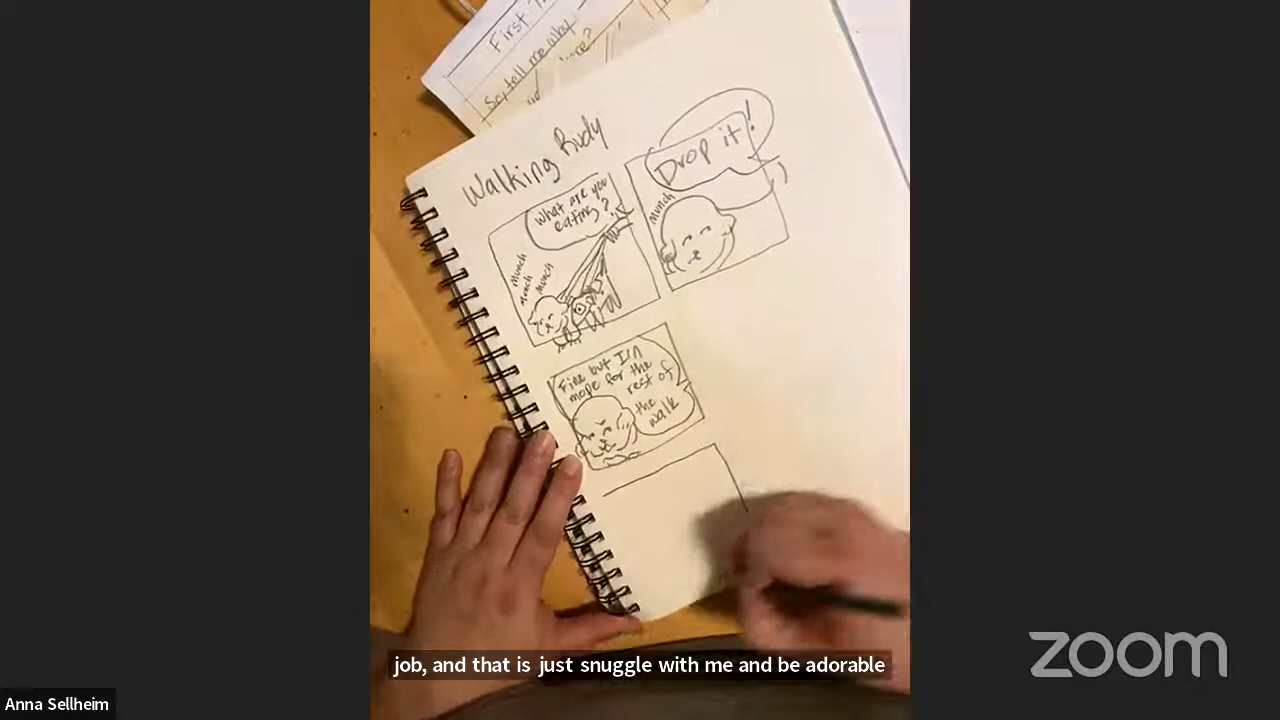 First
So, tell me why
Walking Rudy
What are you
eating?
Munch
Munch
Munch
Drop it!
Munch
Fine but I'll
mope for the
rest of
the
walk
job, and that is just snuggle with me and be adorable
Anna Sellheim
zoom